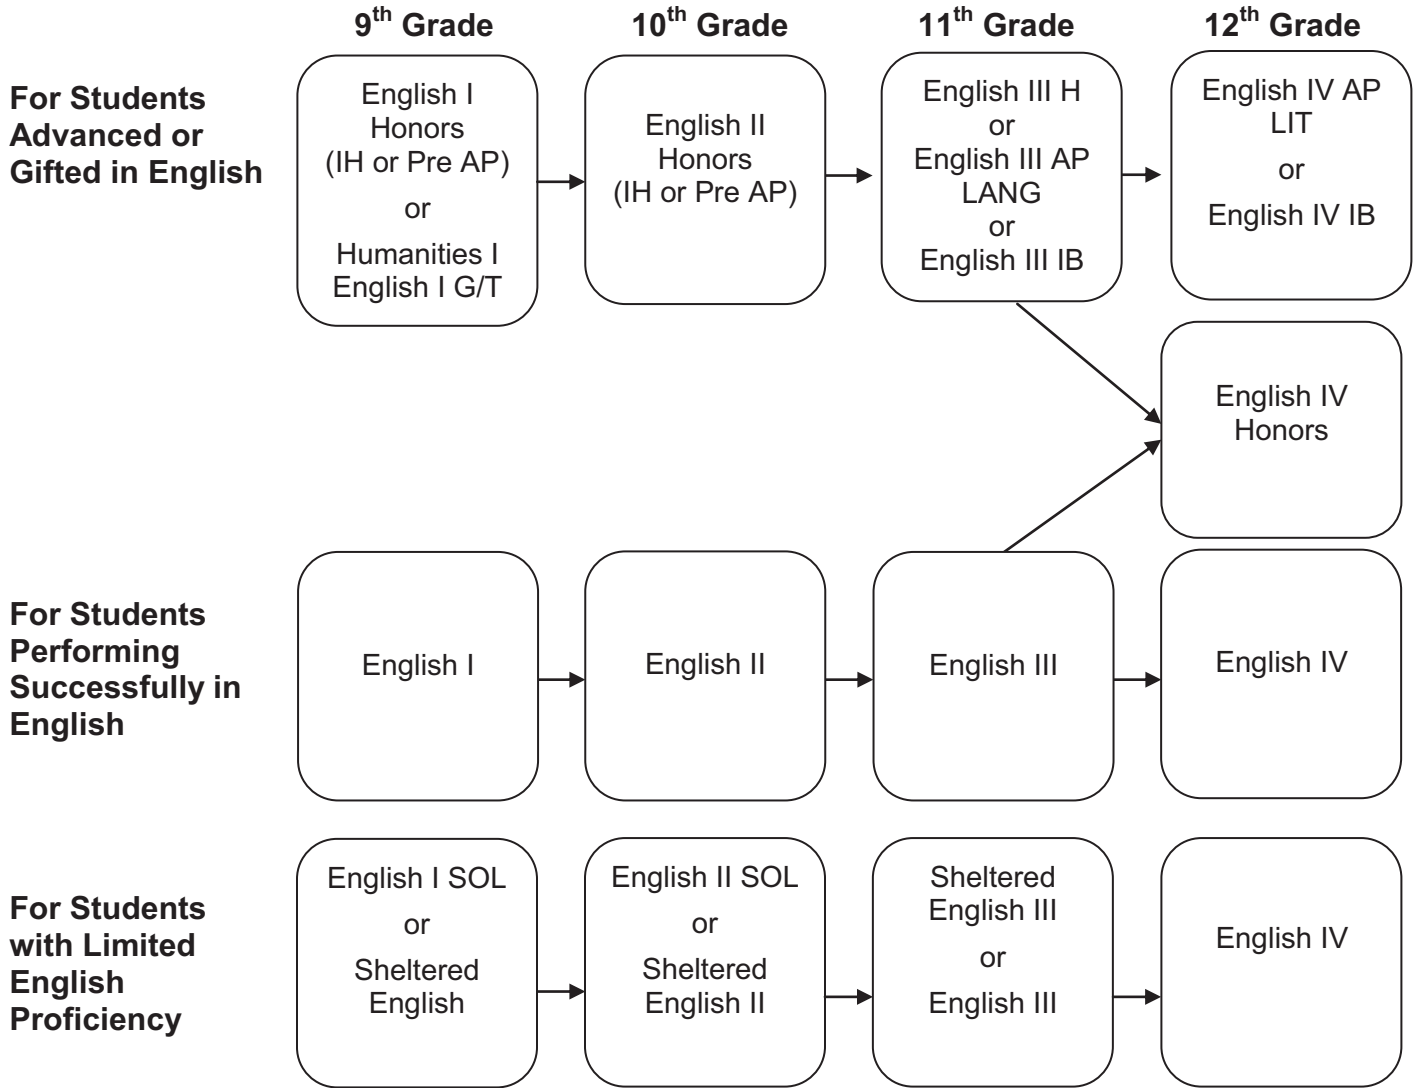 9th Grade 10th Grade 11th Grade 12th Grade
For Students
Advanced or
Gifted in English
English I
Honors
(IH or Pre AP)
or
Humanities I
English I G/T
English II
Honors
(IH or Pre AP)
English III H
or
English III AP
LANG
or
English III IB
English IV AP
LIT
or
English IV IB
English IV
Honors
For Students
Performing
Successfully in
English
English I
English II
English III
English IV
For Students
with Limited
English
Proficiency
English I SOL
or
Sheltered
English
English II SOL
or
Sheltered
English II
Sheltered
English III
or
English III
English IV